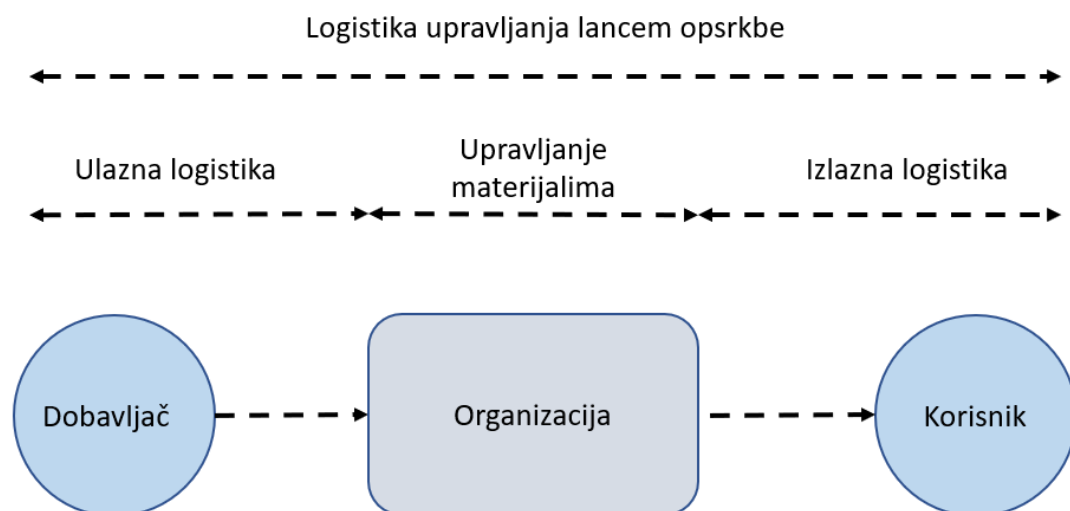 Logistika upravljanja lancem opsrkbe
Ulazna logistika
Upravljanje
materijalima
Izlazna logistika
Dobavljač
Organizacija
Korisnik